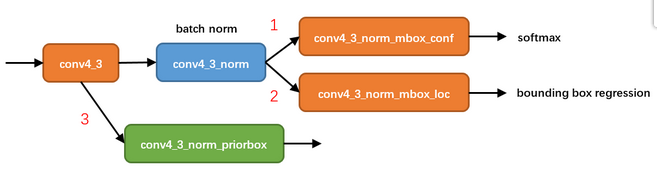 batch norm
1
conv4_3_norm_mbox_conf
softmax
conv4_3
conv4_3_norm
2
conv4_3_norm_mbox_loc
bounding box regression
3
conv4_3_norm_priorbox